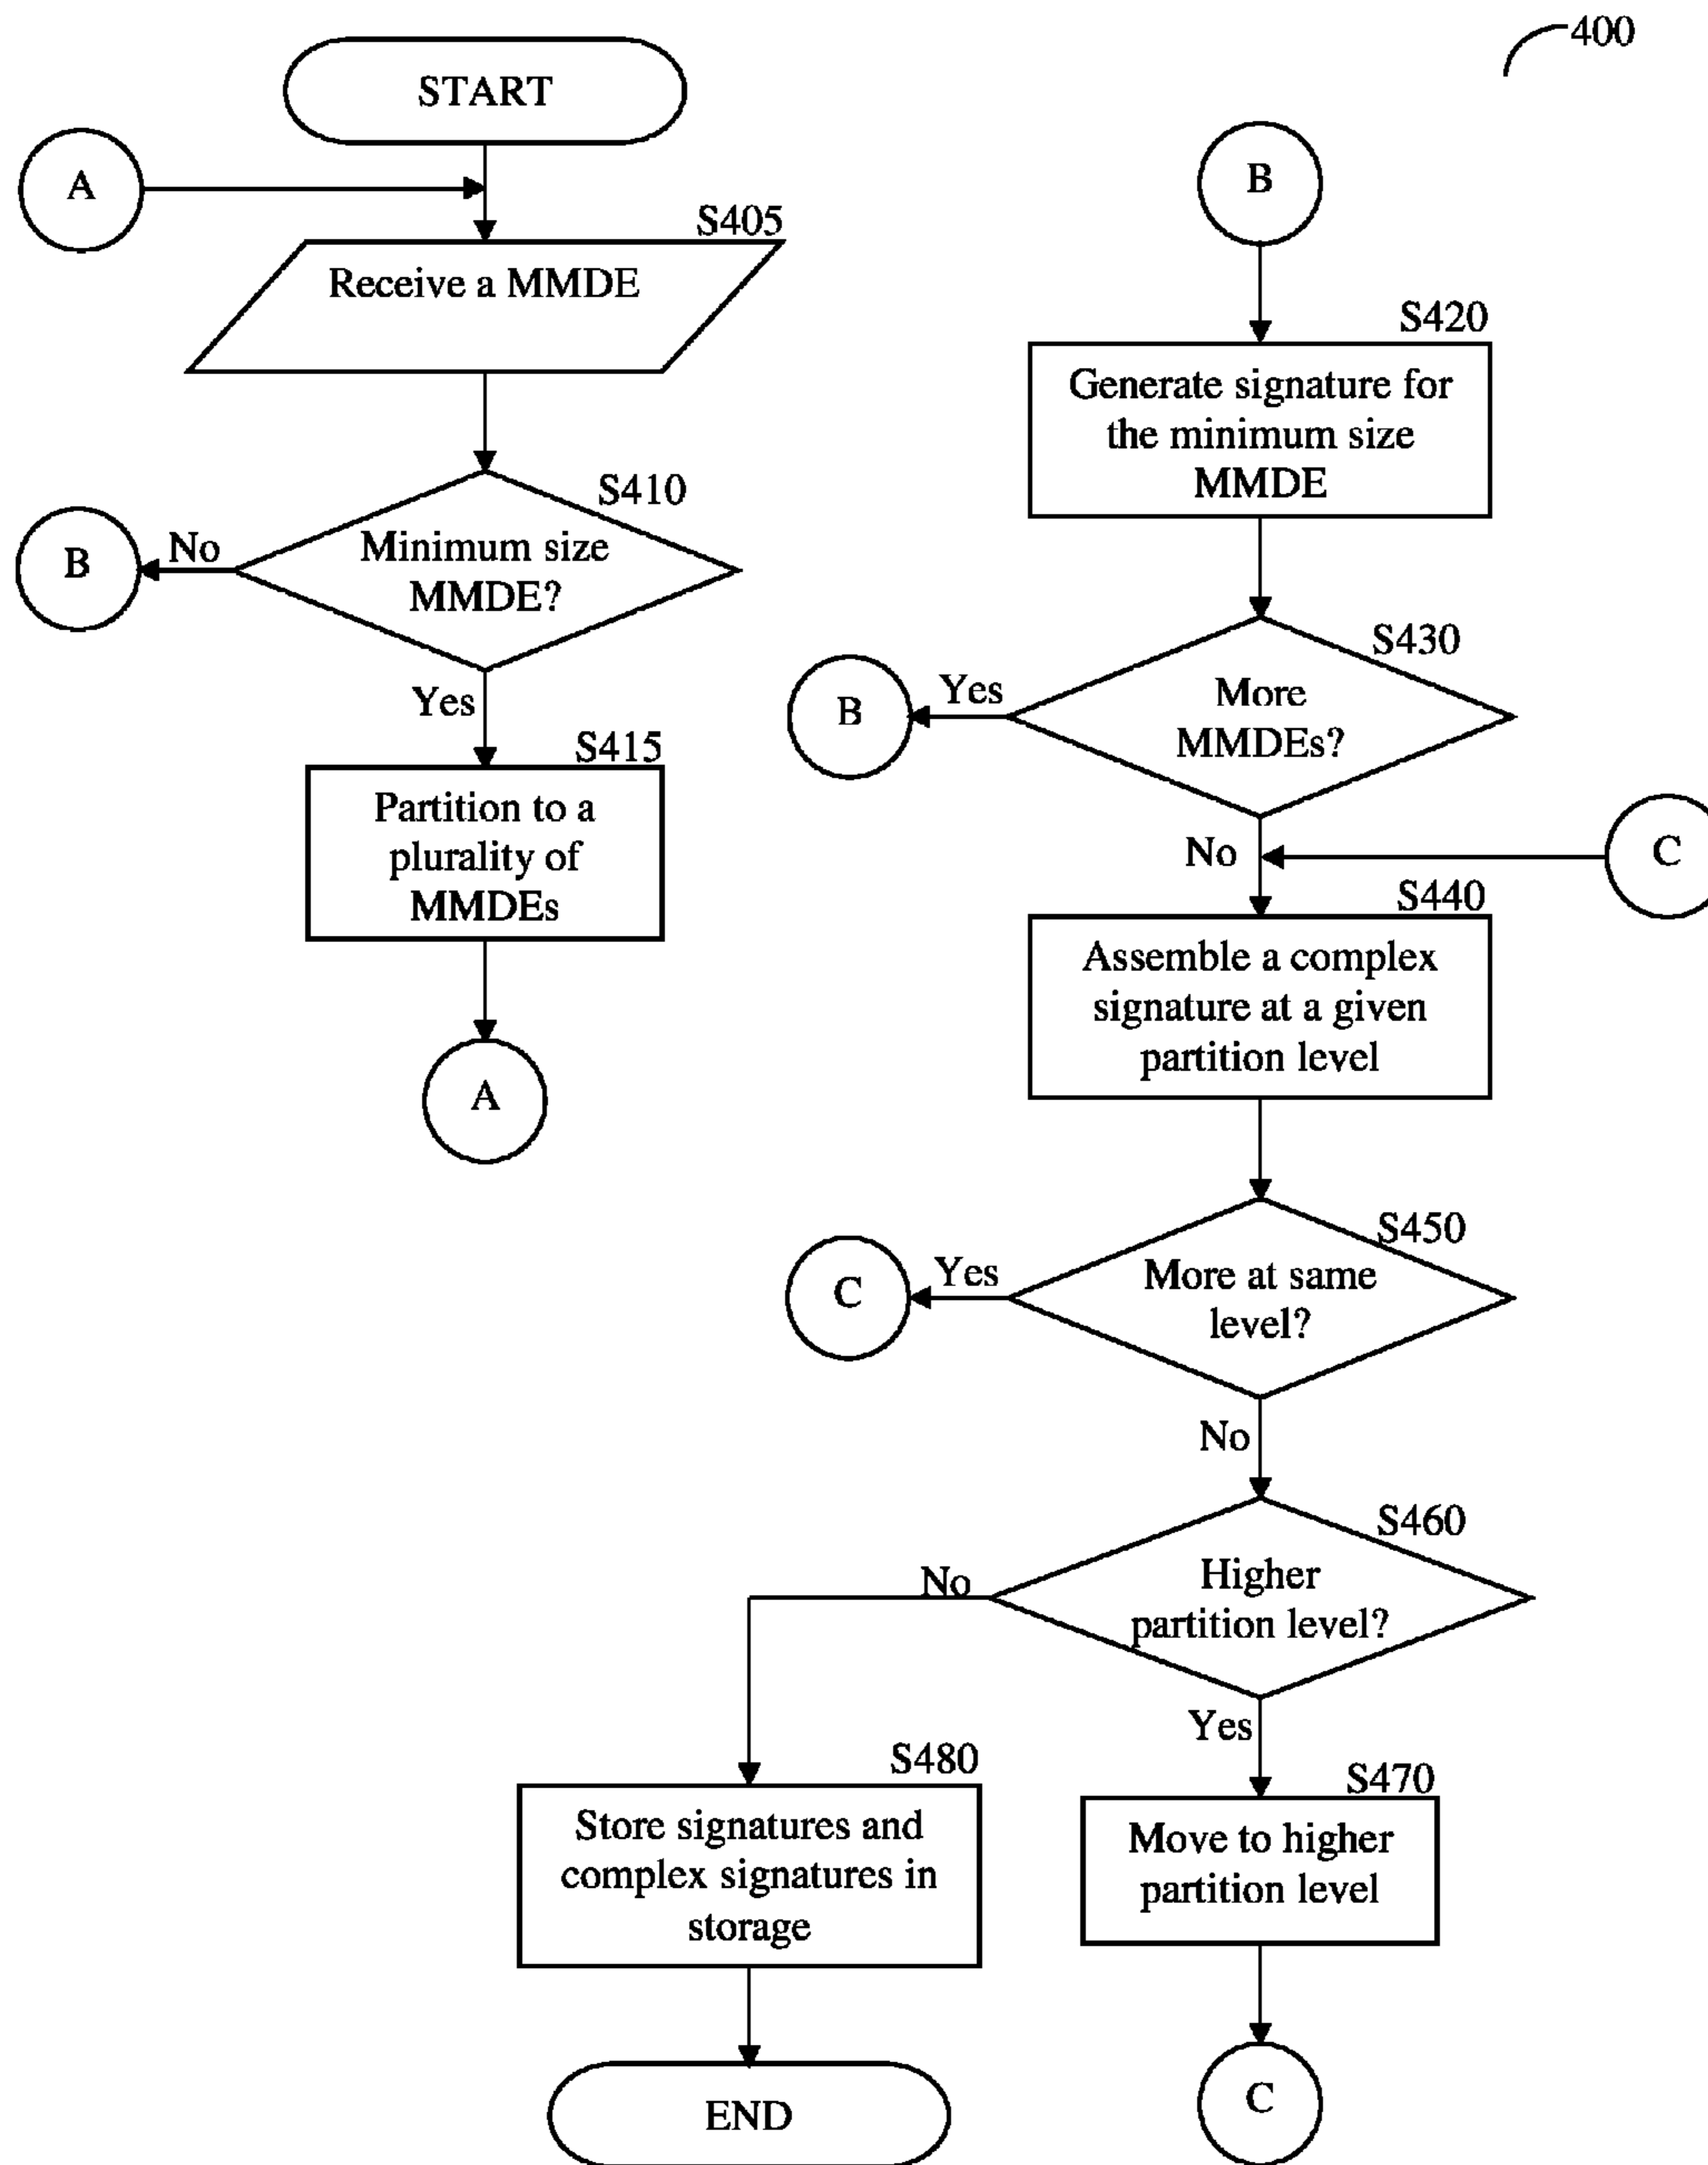 400
START
A
S405
Receive a MMDE
S410
Minimum size
MMDE?
No
B
Yes
S415
Partition to a
plurality of
MMDEs
A
B
S420
Generate signature for
the minimum size
MMDE
S430
More
MMDEs?
Yes
B
No
C
S440
Assemble a complex
signature at a given
partition level
S450
More at same
level?
Yes
C
No
S460
Higher
partition level?
No
Yes
S480
Store signatures and
complex signatures in
storage
END
S470
Move to higher
partition level
C